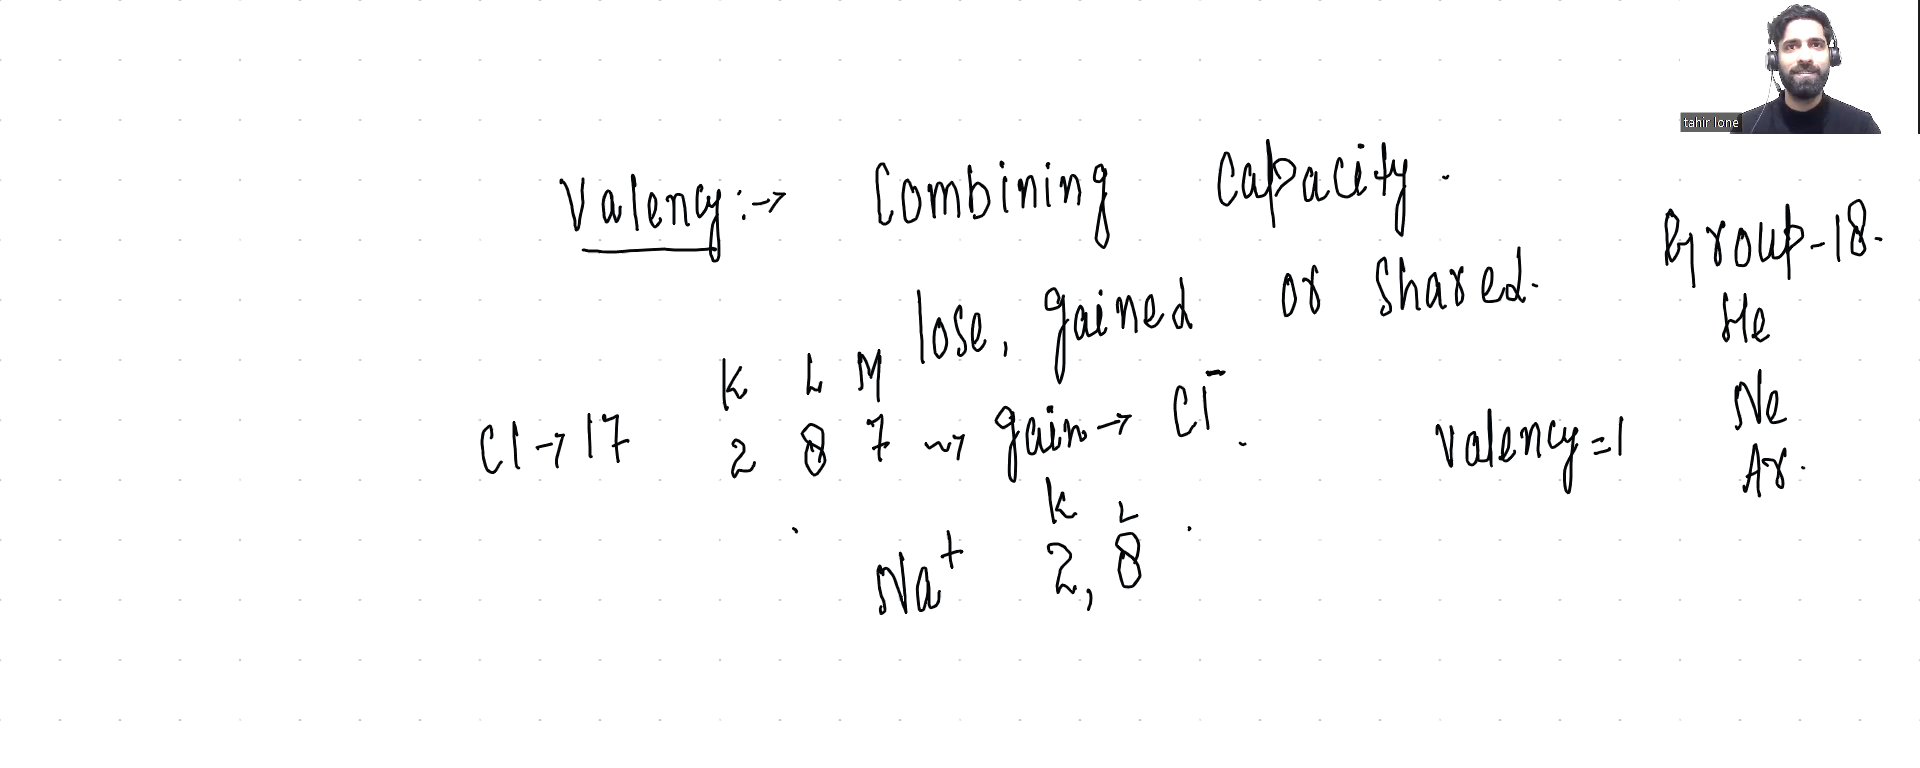 tahir lone
Valency:→ Combining Capacity.
Group-18.
lose, gained or shared.
He
K L M
Cl → 17 2 8 7 → gain → Cl⁻.
Valency=1
Ne
Ar.
K L
Na⁺ 2, 8